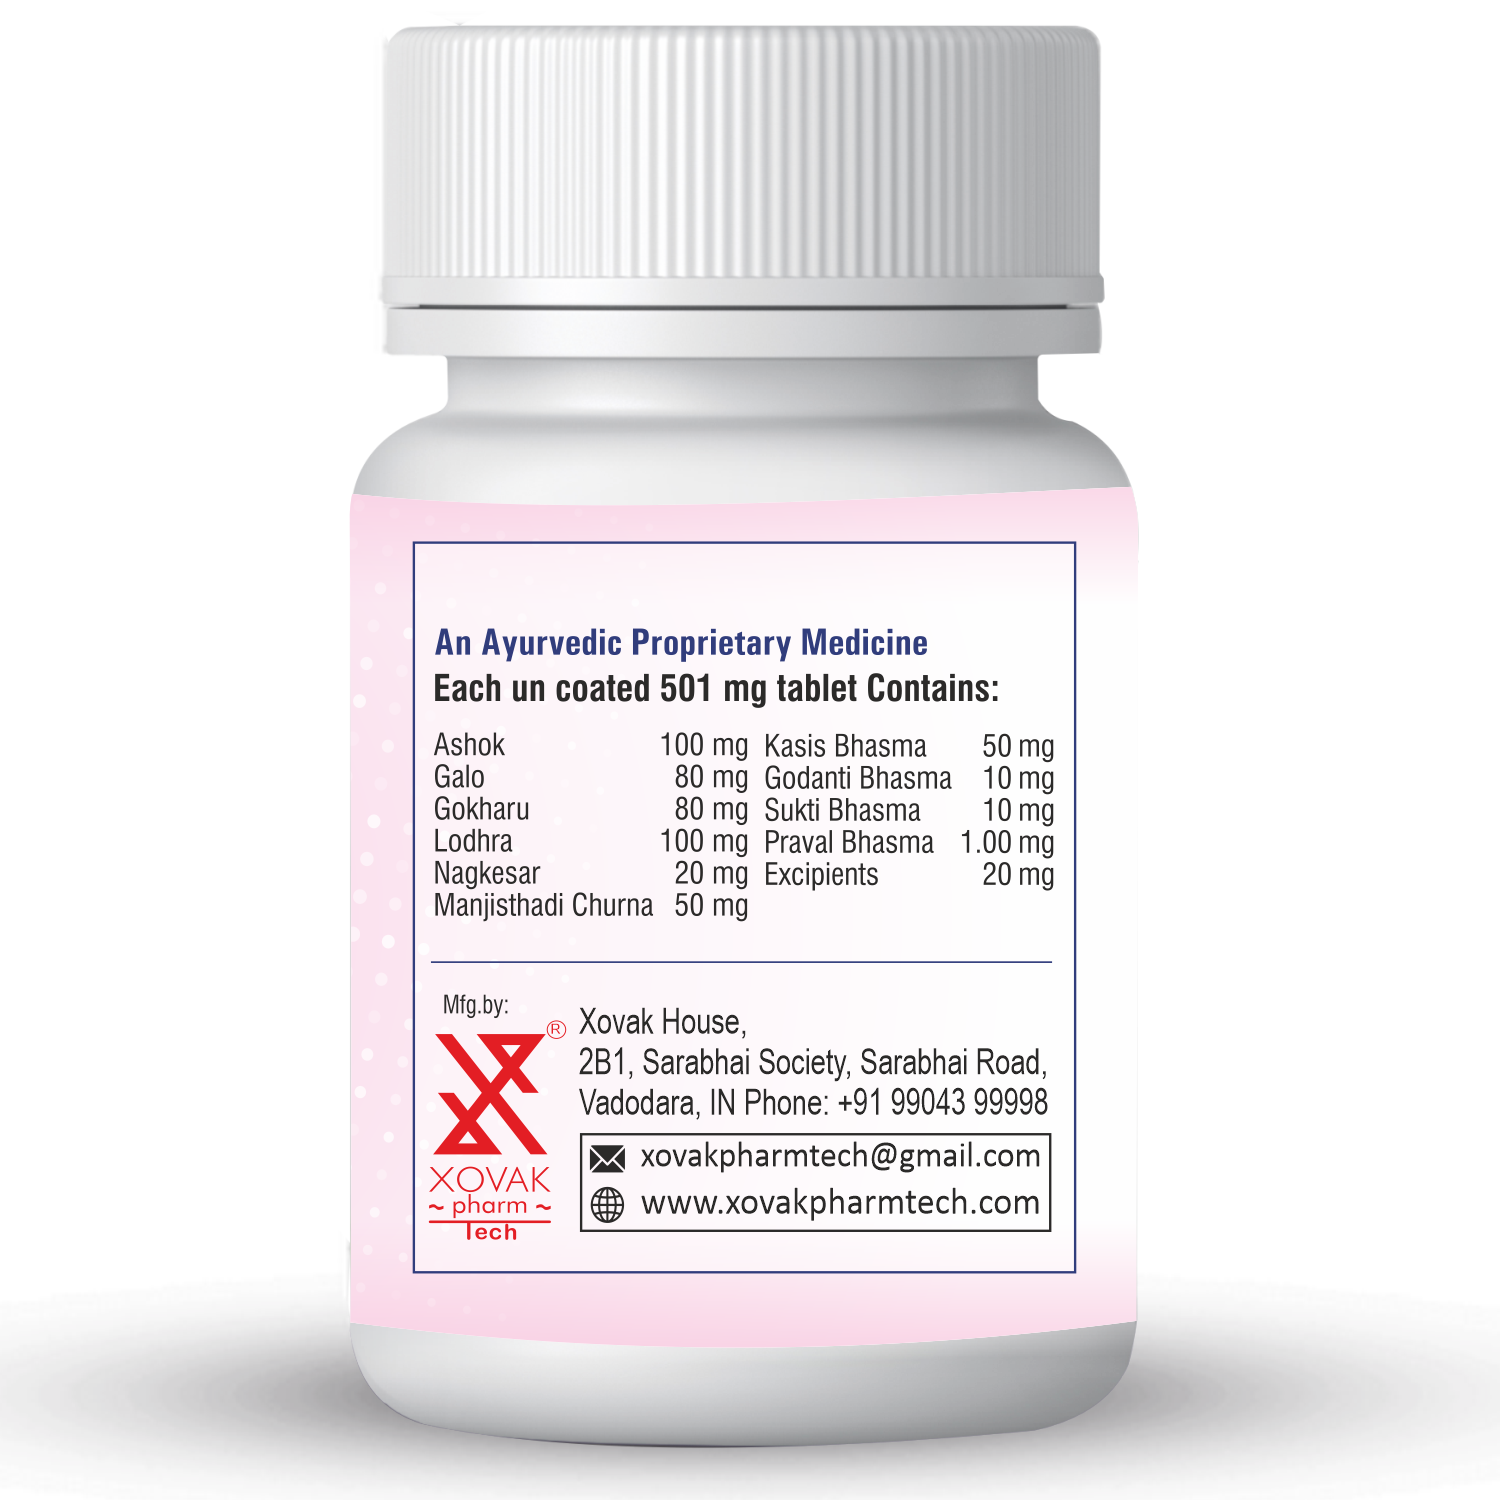 An Ayurvedic Proprietary Medicine
Each un coated 501 mg tablet Contains:
Ashok 100 mg
Galo 80 mg
Gokharu 80 mg
Lodhra 100 mg
Nagkesar 20 mg
Manjisthadi Churna 50 mg
Kasis Bhasma 50 mg
Godanti Bhasma 10 mg
Sukti Bhasma 10 mg
Praval Bhasma 1.00 mg
Excipients 20 mg
Mfg.by:
®
XOVAK
~ pharm ~
Tech
Xovak House,
2B1, Sarabhai Society, Sarabhai Road,
Vadodara, IN Phone: +91 99043 99998
xovakpharmtech@gmail.com
www.xovakpharmtech.com